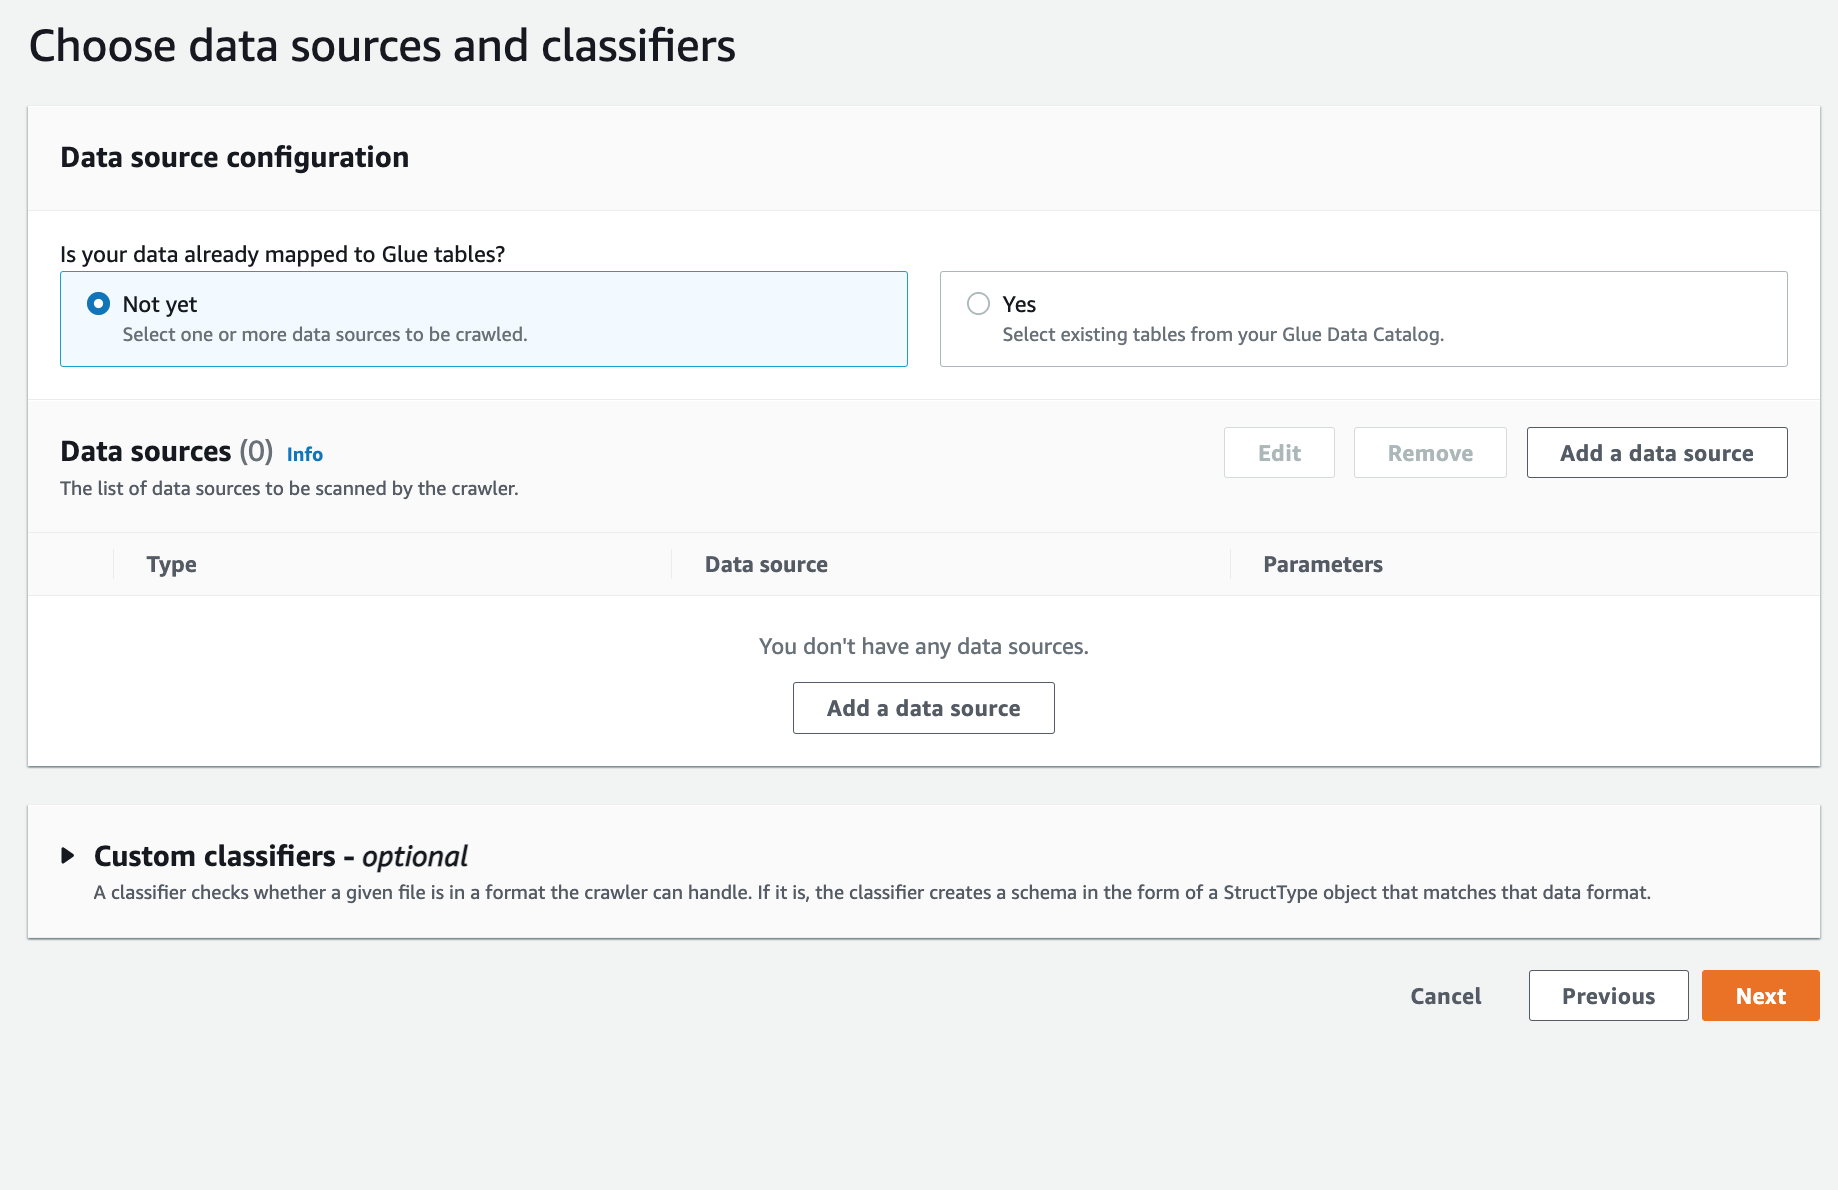 Choose data sources and classifiers
Data source configuration
Is your data already mapped to Glue tables?
Not yet
Select one or more data sources to be crawled.
Yes
Select existing tables from your Glue Data Catalog.
Data sources (0) Info
The list of data sources to be scanned by the crawler.
Edit
Remove
Add a data source
Type
Data source
Parameters
You don't have any data sources.
Add a data source
Custom classifiers - optional
A classifier checks whether a given file is in a format the crawler can handle. If it is, the classifier creates a schema in the form of a StructType object that matches that data format.
Cancel
Previous
Next